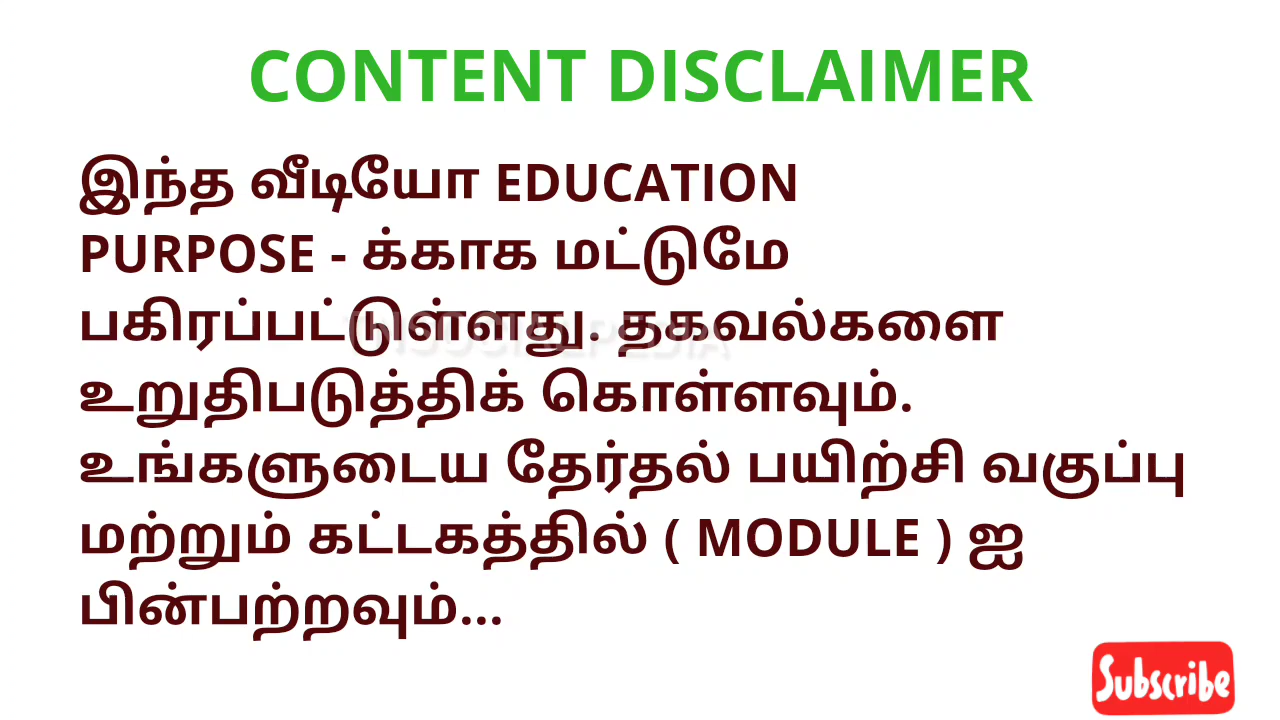 CONTENT DISCLAIMER
இந்த வீடியோ EDUCATION
PURPOSE - க்காக மட்டுமே
பகிரப்பட்டுள்ளது. தகவல்களை
உறுதிபடுத்திக் கொள்ளவும்.
உங்களுடைய தேர்தல் பயிற்சி வகுப்பு
மற்றும் கட்டகத்தில் ( MODULE ) ஐ
பின்பற்றவும்...
Subscribe